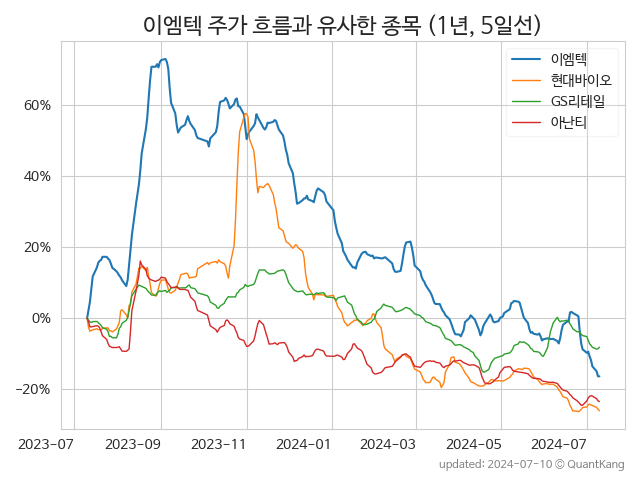 이엠텍 주가 흐름과 유사한 종목 (1년, 5일선)
이엠텍
현대바이오
GS리테일
아난티
60%
40%
20%
0%
−20%
2023-07
2023-09
2023-11
2024-01
2024-03
2024-05
2024-07
updated: 2024-07-10 © QuantKang